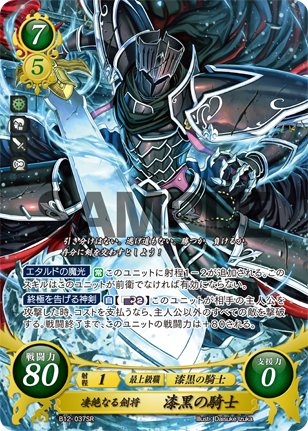 7
5
SAMPLE
引き分けはない。逃げ道もない。勝つか、負けるか。
存分に剣を交わすとしよう!
エタルドの魔光 常 このユニットに射程1-2が追加される。この
スキルはこのユニットが前衛でなければ有効にならない。
終極を告げる神剣 自 【 2】このユニットが相手の主人公を
攻撃した時、コストを支払うなら、主人公以外のすべての敵を撃破す
る。戦闘終了まで、このユニットの戦闘力は+80される。
戦闘力
80
射程 1 最上級職 漆黒の騎士
凄絶なる剣将 漆黒の騎士
支援力
0
B12-037SR
Illust: Daisuke Izuka